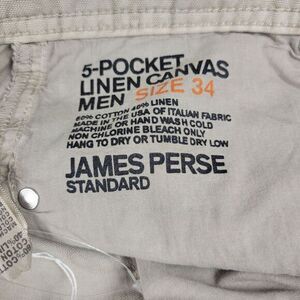 5-POCKET
LINEN CANVAS
MEN SIZE 34
60% COTTON 40% LINEN
MADE IN THE USA OF ITALIAN FABRIC
MACHINE OR HAND WASH COLD
NON CHLORINE BLEACH ONLY
HANG TO DRY OR TUMBLE DRY LOW
JAMES PERSE
STANDARD